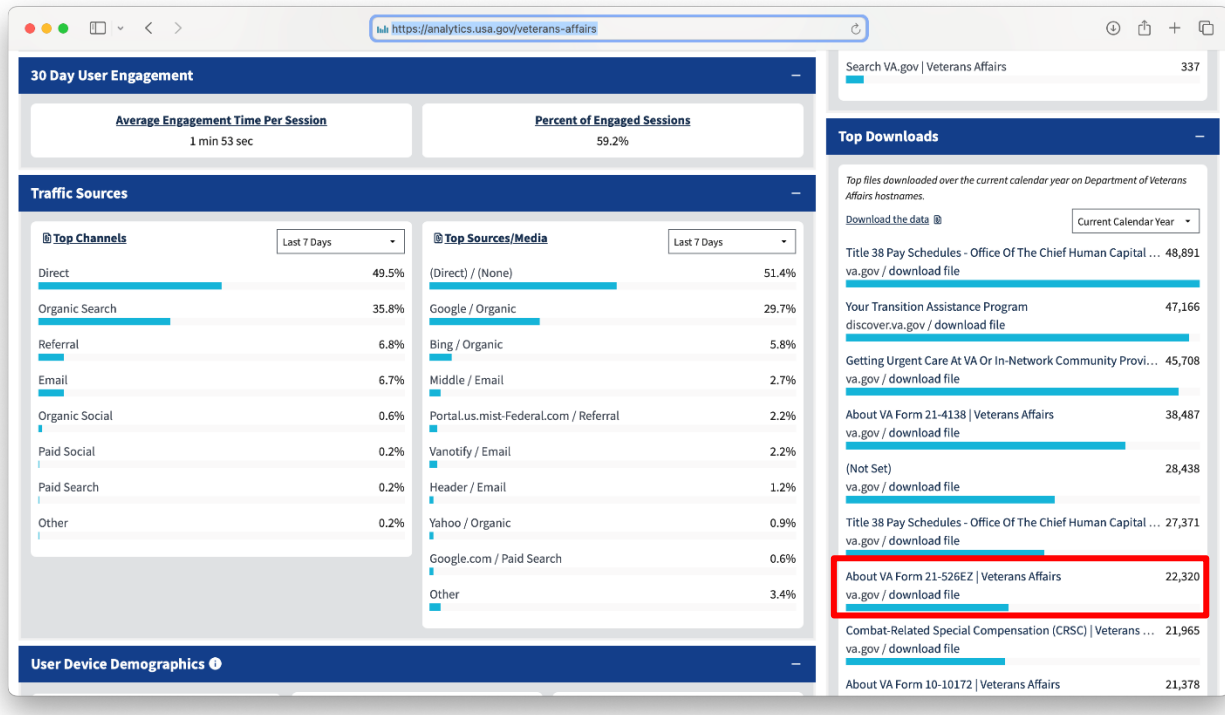 https://analytics.usa.gov/veterans-affairs
30 Day User Engagement
Average Engagement Time Per Session
1 min 53 sec
Percent of Engaged Sessions
59.2%
Traffic Sources
Top Channels
Last 7 Days
Direct 49.5%
Organic Search 35.8%
Referral 6.8%
Email 6.7%
Organic Social 0.6%
Paid Social 0.2%
Paid Search 0.2%
Other 0.2%
Top Sources/Media
Last 7 Days
(Direct) / (None) 51.4%
Google / Organic 29.7%
Bing / Organic 5.8%
Middle / Email 2.7%
Portal.us.mist-Federal.com / Referral 2.2%
Vanotify / Email 2.2%
Header / Email 1.2%
Yahoo / Organic 0.9%
Google.com / Paid Search 0.6%
Other 3.4%
User Device Demographics
Search VA.gov | Veterans Affairs 337
Top Downloads
Top files downloaded over the current calendar year on Department of Veterans
Affairs hostnames.
Download the data
Current Calendar Year
Title 38 Pay Schedules - Office Of The Chief Human Capital ... 48,891
va.gov / download file
Your Transition Assistance Program 47,166
discover.va.gov / download file
Getting Urgent Care At VA Or In-Network Community Provi... 45,708
va.gov / download file
About VA Form 21-4138 | Veterans Affairs 38,487
va.gov / download file
(Not Set) 28,438
va.gov / download file
Title 38 Pay Schedules - Office Of The Chief Human Capital ... 27,371
va.gov / download file
About VA Form 21-526EZ | Veterans Affairs 22,320
va.gov / download file
Combat-Related Special Compensation (CRSC) | Veterans ... 21,965
va.gov / download file
About VA Form 10-10172 | Veterans Affairs 21,378